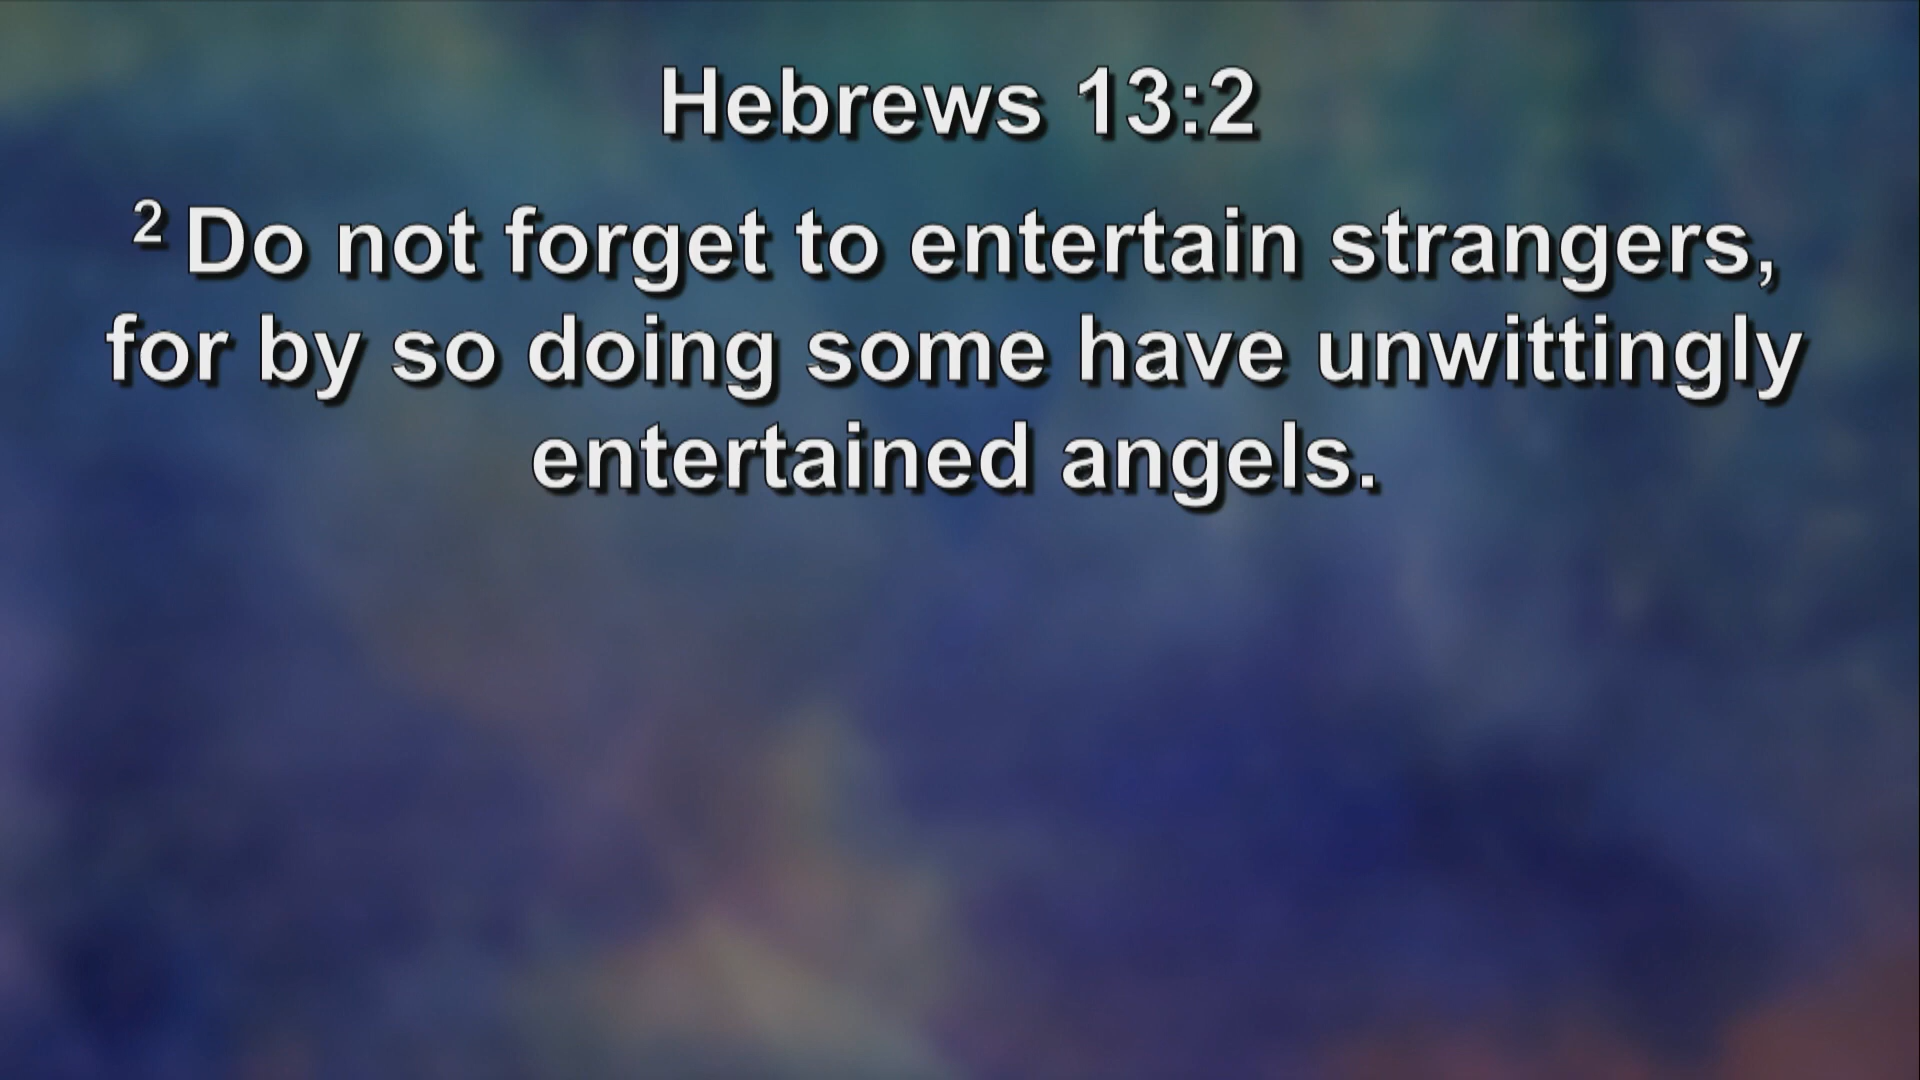 Hebrews 13:2
2 Do not forget to entertain strangers,
for by so doing some have unwittingly
entertained angels.